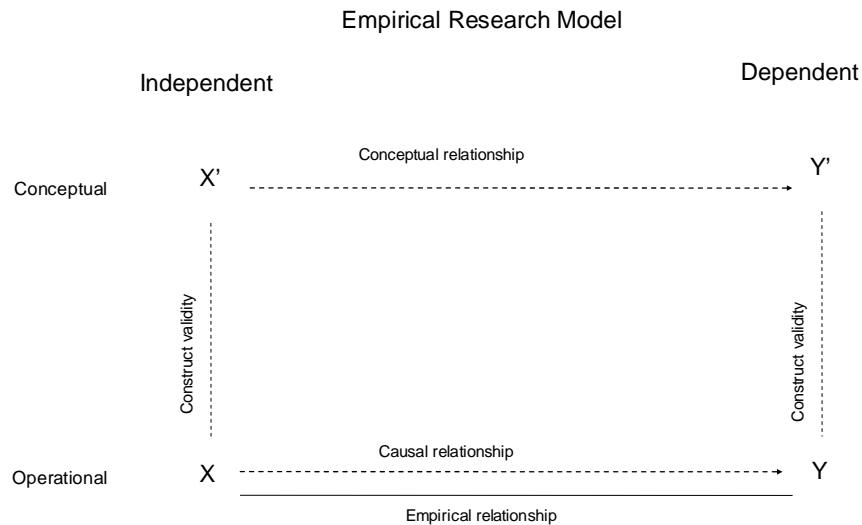 Empirical Research Model
Independent
Dependent
Conceptual relationship
Conceptual
X’
Y’
Construct validity
Construct validity
Causal relationship
Operational
X
Y
Empirical relationship